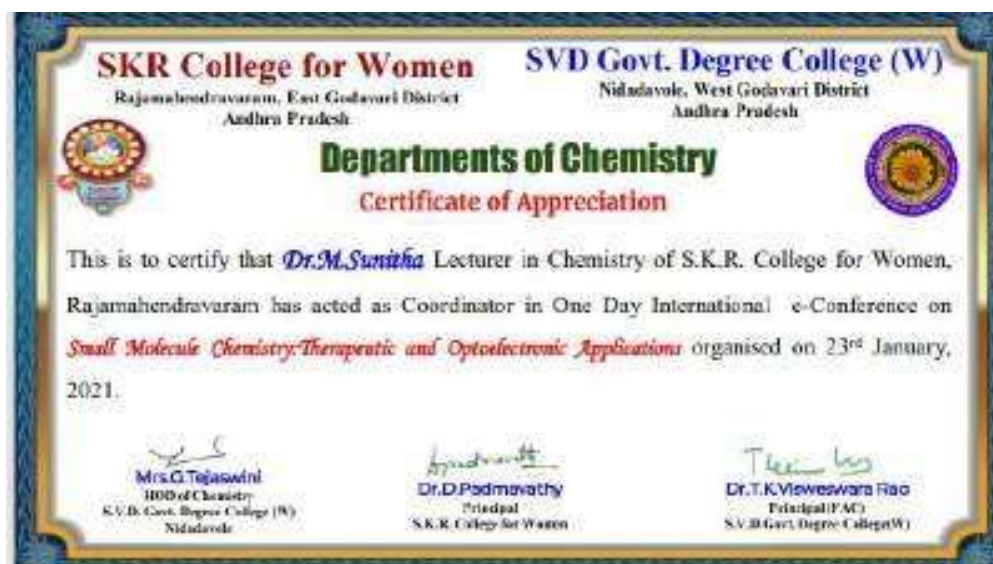 SKR College for Women
Rajamahendravaram, East Godavari District
Andhra Pradesh
SVD Govt. Degree College (W)
Nidadavole, West Godavari District
Andhra Pradesh
Departments of Chemistry
Certificate of Appreciation
This is to certify that Dr.M.Sunitha Lecturer in Chemistry of S.K.R. College for Women,
Rajamahendravaram has acted as Coordinator in One Day International e-Conference on
Small Molecule Chemistry:Therapeutic and Optoelectronic Applications organised on 23rd January,
2021.
Mrs.G.Tejaswini
HOD of Chemistry
S.V.D. Govt. Degree College (W)
Nidadavole
Dr.D.Padmavathy
Principal
S.K.R. College for Women
Dr.T.K.Visweswara Rao
Principal(FAC)
S.V.D.Govt. Degree College(W)